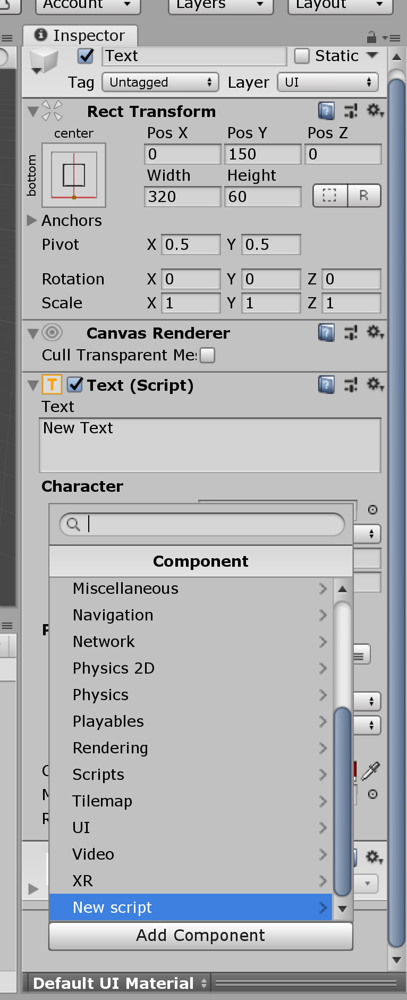 Account Layers Layout
Inspector
Text Static
Tag Untagged Layer UI
Rect Transform
center Pos X Pos Y Pos Z
bottom
0 150 0
Width Height
320 60 R
Anchors
Pivot X 0.5 Y 0.5
Rotation X 0 Y 0 Z 0
Scale X 1 Y 1 Z 1
Canvas Renderer
Cull Transparent Me
T Text (Script)
Text
New Text
Character
Component
Miscellaneous
Navigation
Network
Physics 2D
Physics
Playables
Rendering
Scripts
Tilemap
UI
Video
XR
New script
Add Component
Default UI Material